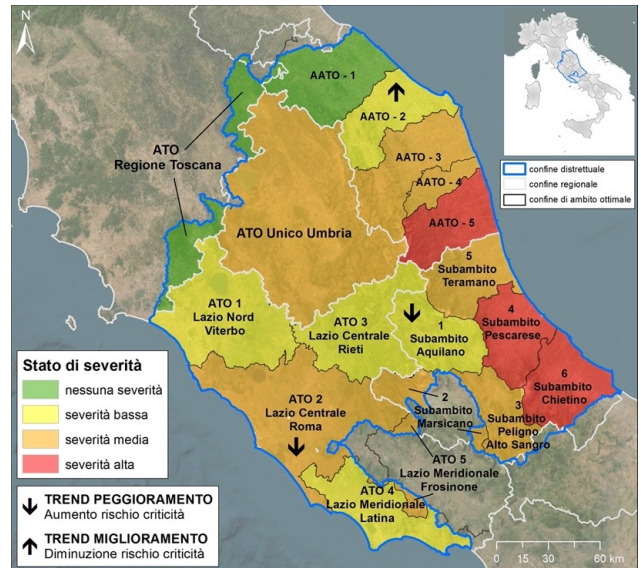 N
AATO - 1
AATO - 2
ATO
Regione Toscana
AATO - 3
AATO - 4
AATO - 5
ATO Unico Umbria
5
Subambito
Teramano
ATO 1
Lazio Nord
Viterbo
ATO 3
Lazio Centrale
Rieti
1
Subambito
Aquilano
4
Subambito
Pescarese
6
Subambito
Chietino
ATO 2
Lazio Centrale
Roma
2
Subambito
Marsicano
3
Subambito
Peligno
Alto Sangro
ATO 5
Lazio Meridionale
Frosinone
ATO 4
Lazio Meridionale
Latina
confine distrettuale
confine regionale
confine di ambito ottimale
Stato di severità
nessuna severità
severità bassa
severità media
severità alta
TREND PEGGIORAMENTO
Aumento rischio criticità
TREND MIGLIORAMENTO
Diminuzione rischio criticità
0 15 30 60 km